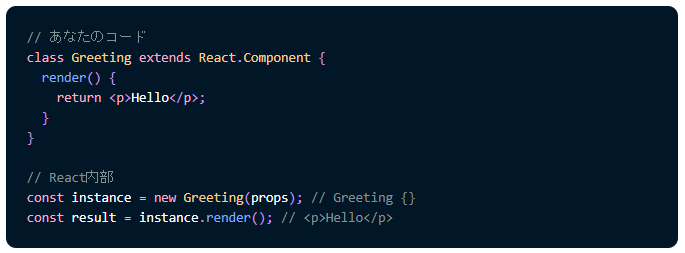 // あなたのコード
class Greeting extends React.Component {
  render() {
    return <p>Hello</p>;
  }
}

// React内部
const instance = new Greeting(props); // Greeting {}
const result = instance.render(); // <p>Hello</p>